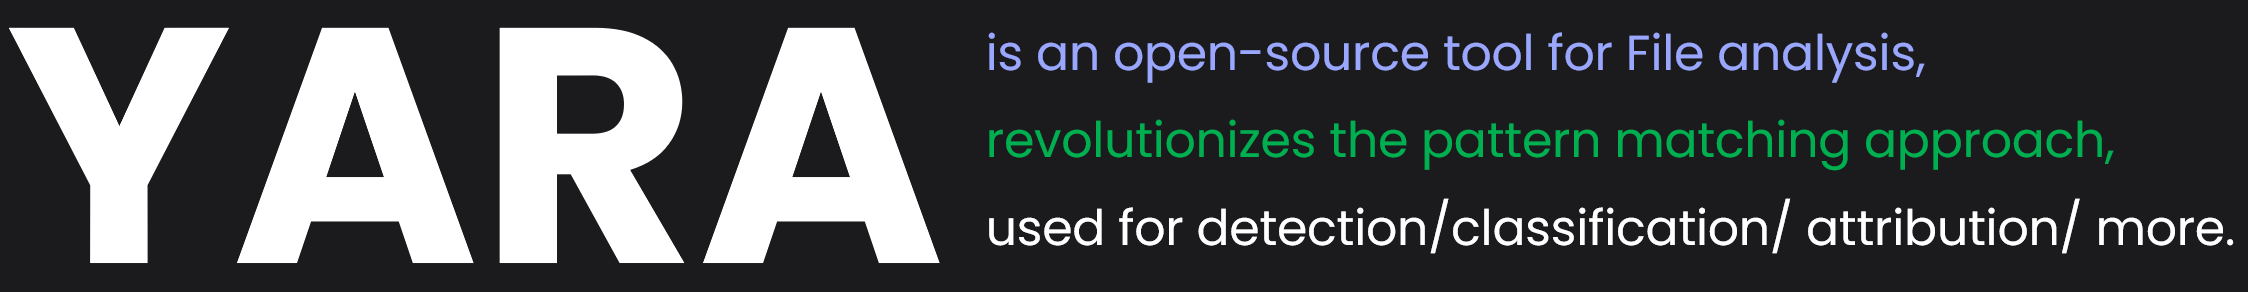 YARA
is an open-source tool for File analysis,
revolutionizes the pattern matching approach,
used for detection/classification/ attribution/ more.